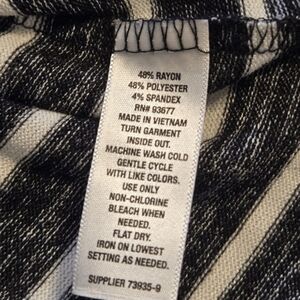 48% RAYON
48% POLYESTER
4% SPANDEX
RN# 93677
MADE IN VIETNAM
TURN GARMENT
INSIDE OUT.
MACHINE WASH COLD
GENTLE CYCLE
WITH LIKE COLORS.
USE ONLY
NON-CHLORINE
BLEACH WHEN
NEEDED.
FLAT DRY.
IRON ON LOWEST
SETTING AS NEEDED.
SUPPLIER 73935-9